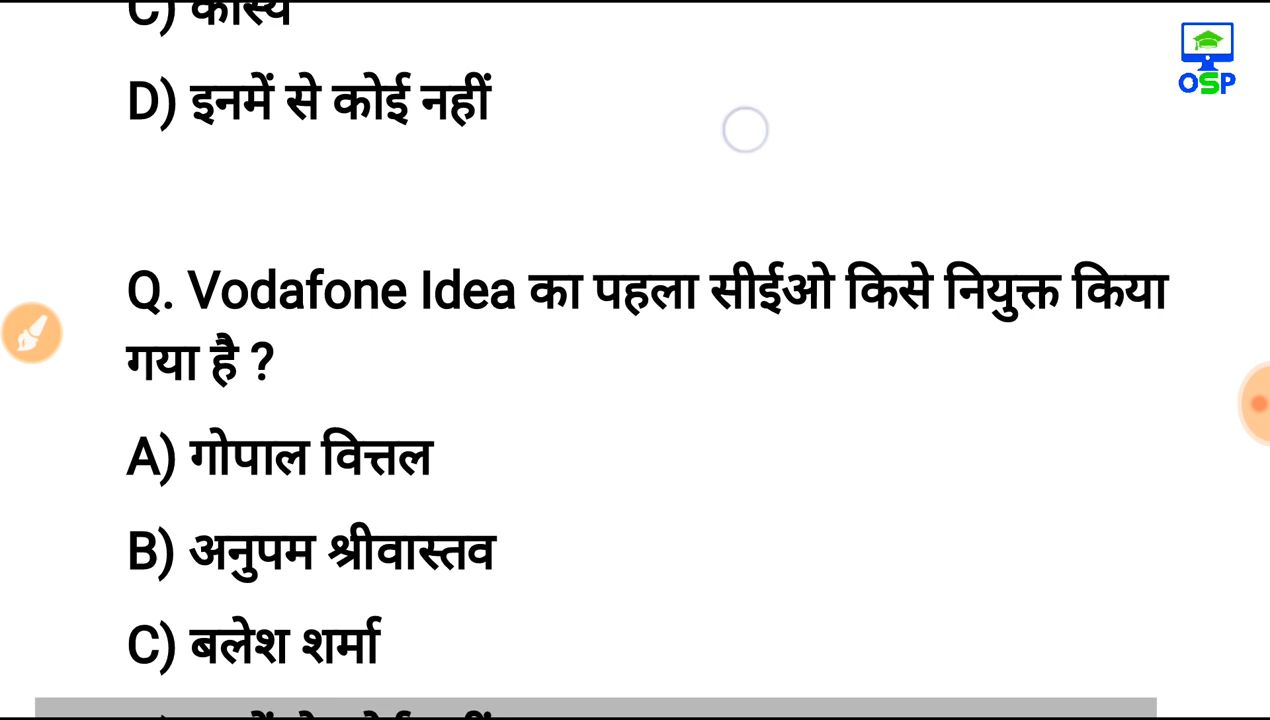 C) कांस्य
D) इनमें से कोई नहीं
OSP
Q. Vodafone Idea का पहला सीईओ किसे नियुक्त किया
गया है ?
A) गोपाल वित्तल
B) अनुपम श्रीवास्तव
C) बलेश शर्मा